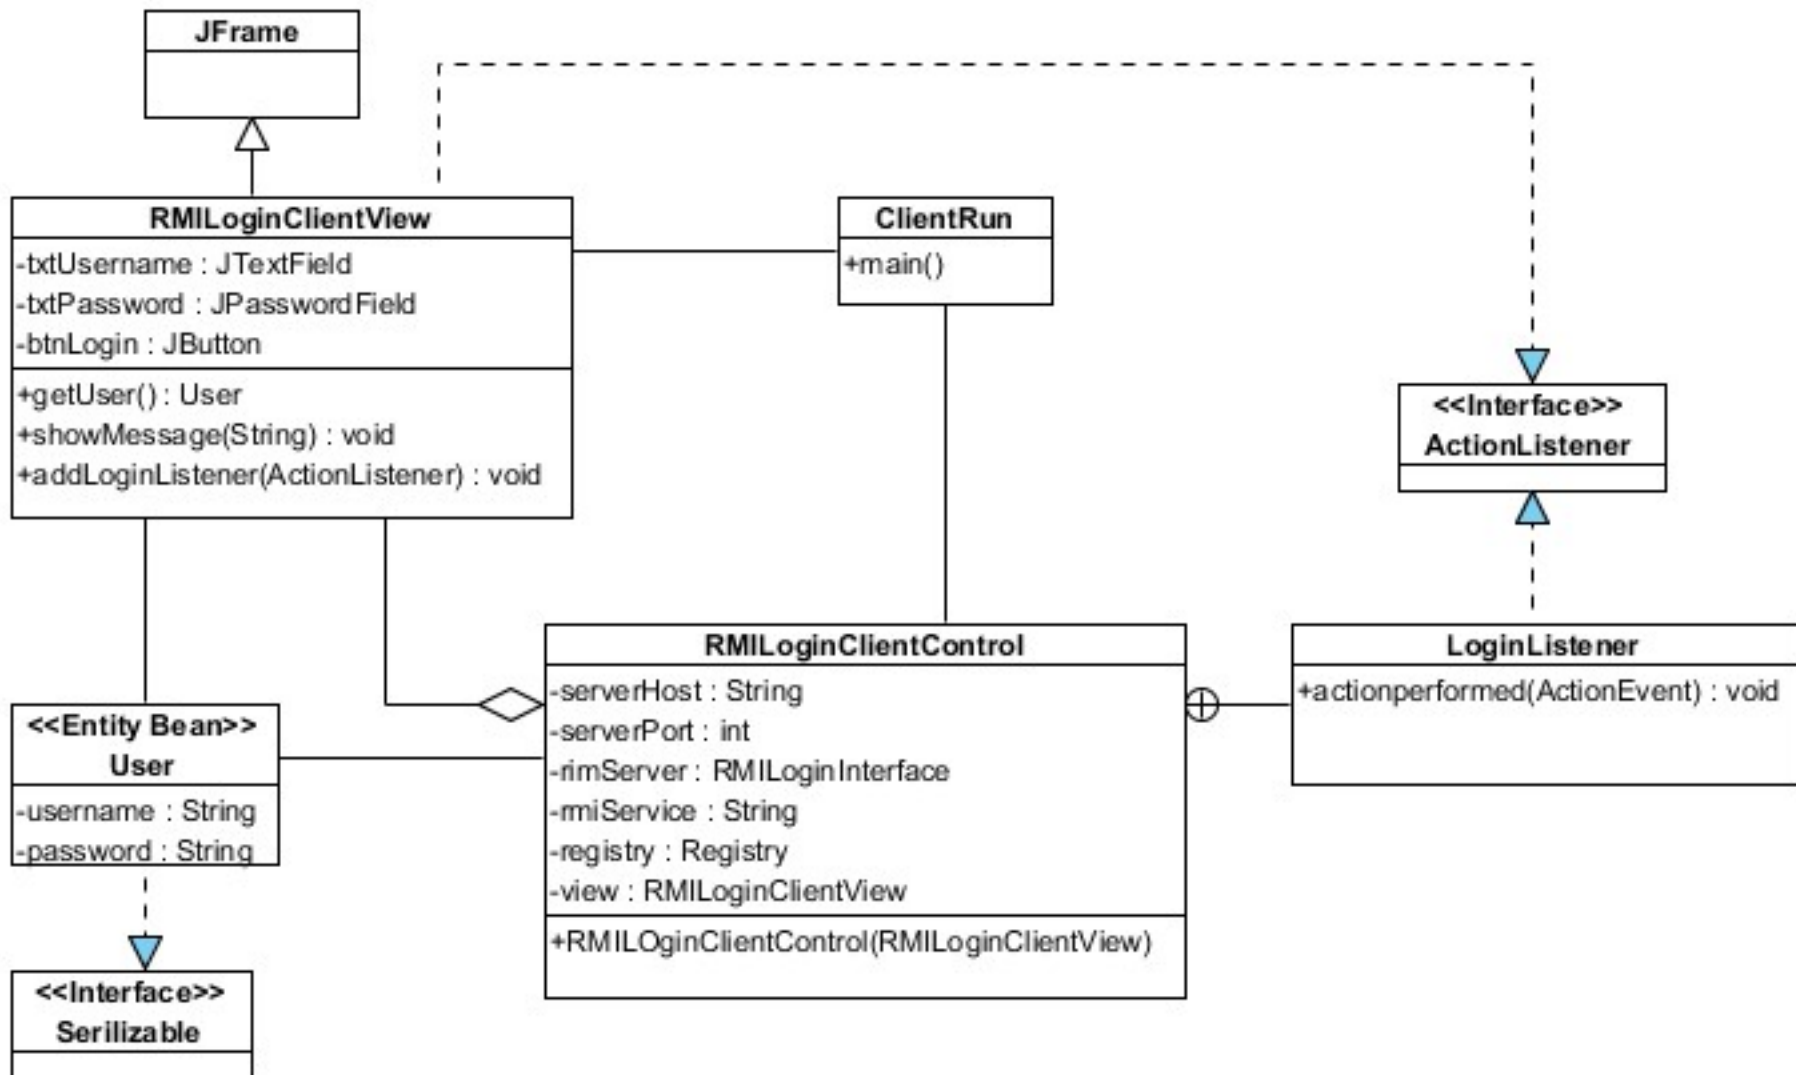 JFrame
RMILoginClientView
-txtUsername : JTextField
-txtPassword : JPasswordField
-btnLogin : JButton
+getUser() : User
+showMessage(String) : void
+addLoginListener(ActionListener) : void
ClientRun
+main()
<<Interface>>
ActionListener
<<Entity Bean>>
User
-username : String
-password : String
RMILoginClientControl
-serverHost : String
-serverPort : int
-rimServer : RMILoginInterface
-rmiService : String
-registry : Registry
-view : RMILoginClientView
+RMILOginClientControl(RMILoginClientView)
LoginListener
+actionperformed(ActionEvent) : void
<<Interface>>
Serilizable